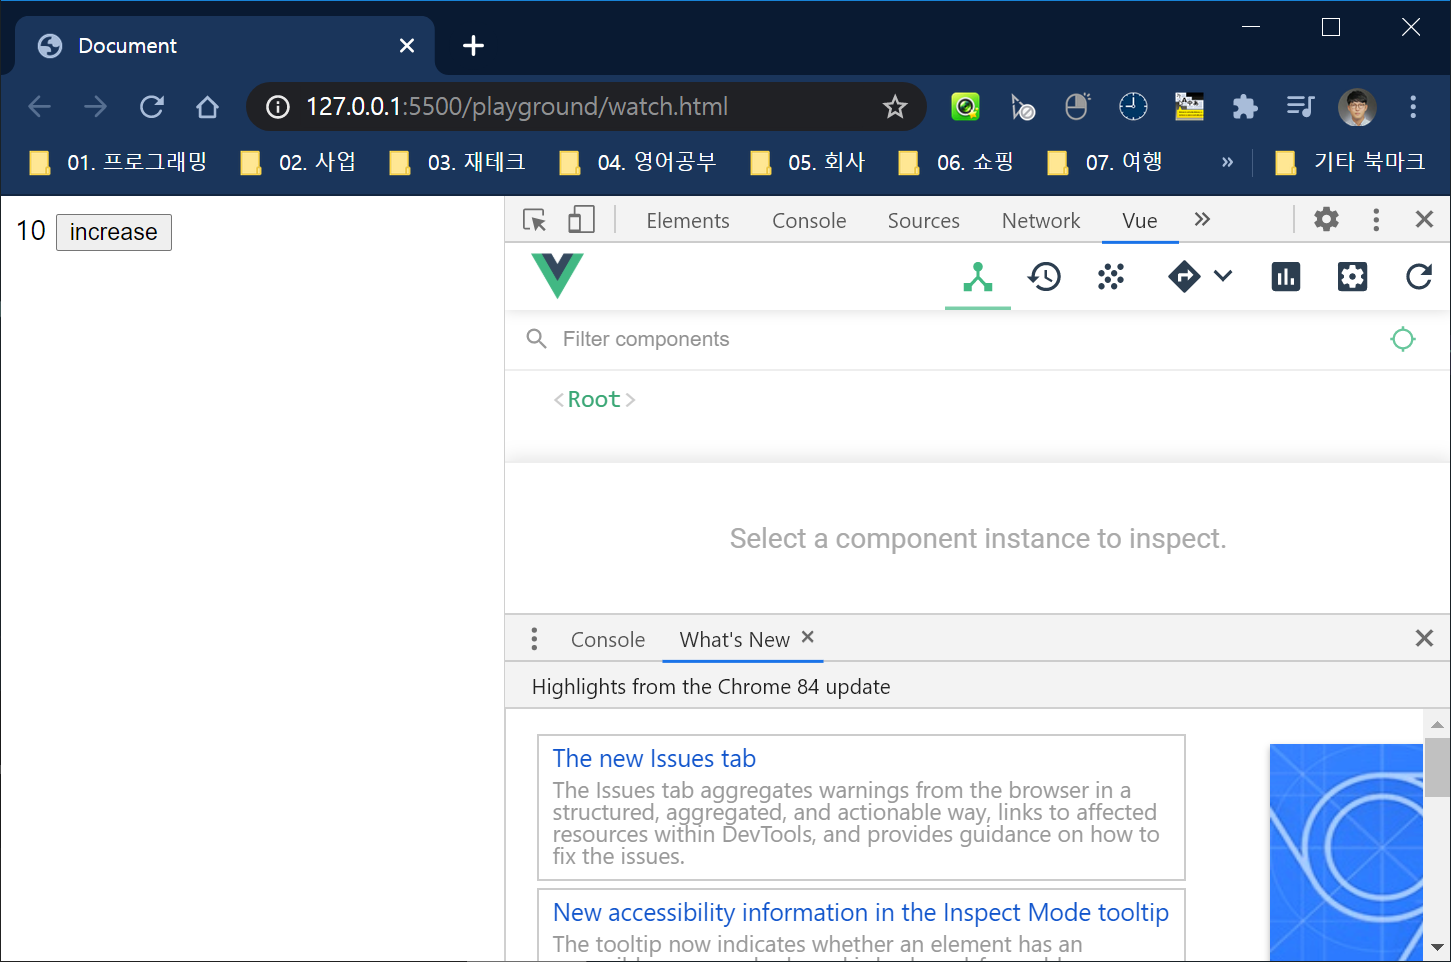 Document
127.0.0.1:5500/playground/watch.html
01. 프로그래밍 02. 사업 03. 재테크 04. 영어공부 05. 회사 06. 쇼핑 07. 여행 » 기타 북마크
10 increase
Elements Console Sources Network Vue
Filter components
<Root>
Select a component instance to inspect.
Console What's New
Highlights from the Chrome 84 update
The new Issues tab
The Issues tab aggregates warnings from the browser in a
structured, aggregated, and actionable way, links to affected
resources within DevTools, and provides guidance on how to
fix the issues.
New accessibility information in the Inspect Mode tooltip
The tooltip now indicates whether an element has an